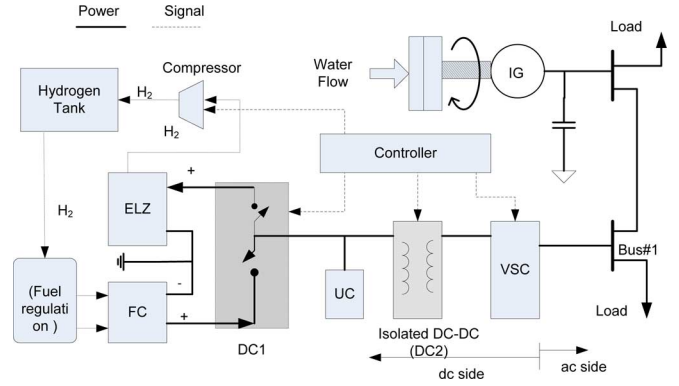 Power
Signal
Load
Water
Flow
IG
Compressor
Hydrogen
Tank
H2
H2
Controller
+
ELZ
H2
(Fuel
regulati
on )
-
FC
+
DC1
UC
VSC
Bus#1
Isolated DC-DC
(DC2)
Load
dc side
ac side